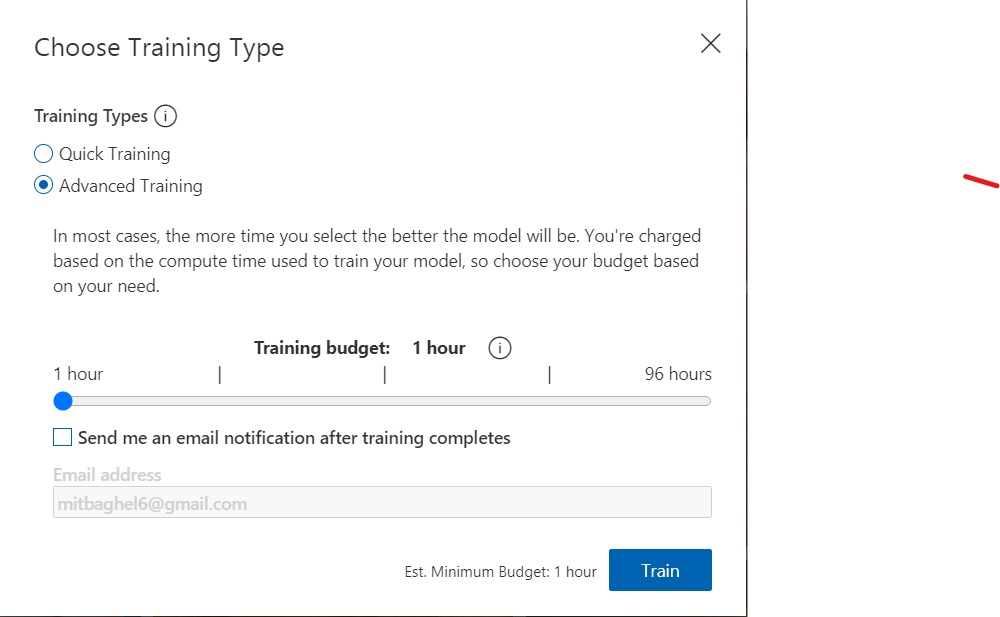 Choose Training Type
Training Types
Quick Training
Advanced Training
In most cases, the more time you select the better the model will be. You're charged
based on the compute time used to train your model, so choose your budget based
on your need.
Training budget: 1 hour
1 hour | | | 96 hours
Send me an email notification after training completes
Email address
mitbaghel6@gmail.com
Est. Minimum Budget: 1 hour Train